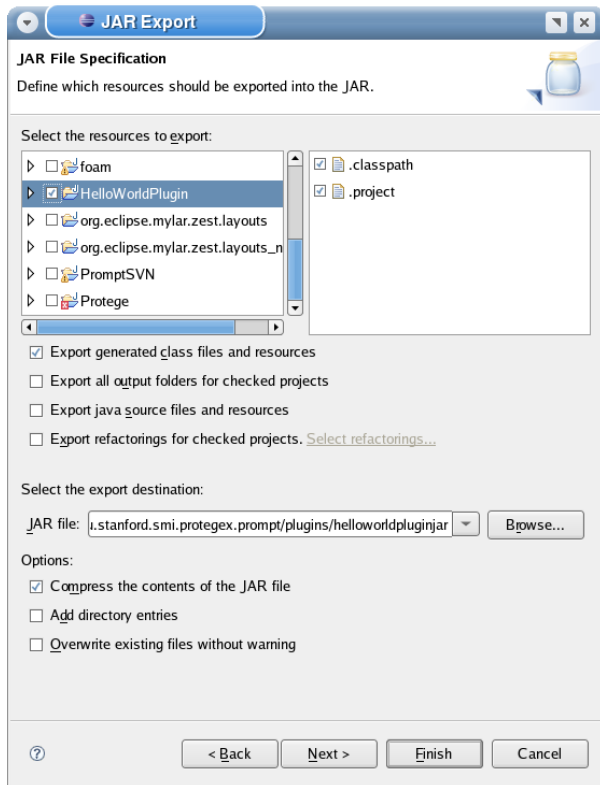 JAR Export
JAR File Specification
Define which resources should be exported into the JAR.
Select the resources to export:
foam
HelloWorldPlugin
org.eclipse.mylar.zest.layouts
org.eclipse.mylar.zest.layouts_n
PromptSVN
Protege
.classpath
.project
Export generated class files and resources
Export all output folders for checked projects
Export java source files and resources
Export refactorings for checked projects. Select refactorings...
Select the export destination:
JAR file: ı.stanford.smi.protegex.prompt/plugins/helloworldpluginjar Browse...
Options:
Compress the contents of the JAR file
Add directory entries
Overwrite existing files without warning
? < Back Next > Finish Cancel